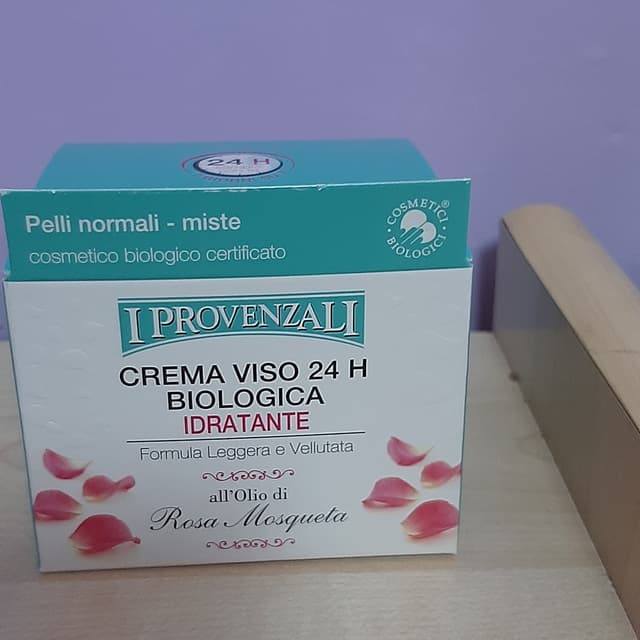 24 H
Pelli normali - miste
cosmetico biologico certificato
COSMETICI BIOLOGICI®
I PROVENZALI
CREMA VISO 24 H
BIOLOGICA
IDRATANTE
Formula Leggera e Vellutata
all'Olio di
Rosa Mosqueta